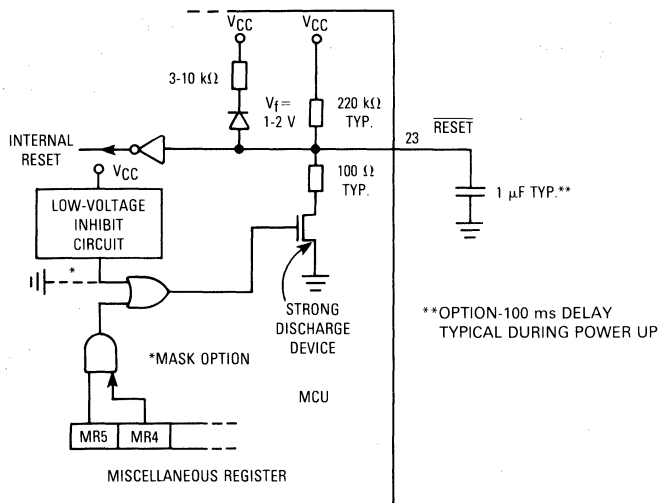 VCC
VCC
3-10 kΩ
Vf=
1-2 V
220 kΩ
TYP.
23
RESET
INTERNAL
RESET
VCC
100 Ω
TYP.
1 μF TYP.**
LOW-VOLTAGE
INHIBIT
CIRCUIT
*
STRONG
DISCHARGE
DEVICE
**OPTION-100 ms DELAY
TYPICAL DURING POWER UP
*MASK OPTION
MCU
MR5 MR4
MISCELLANEOUS REGISTER